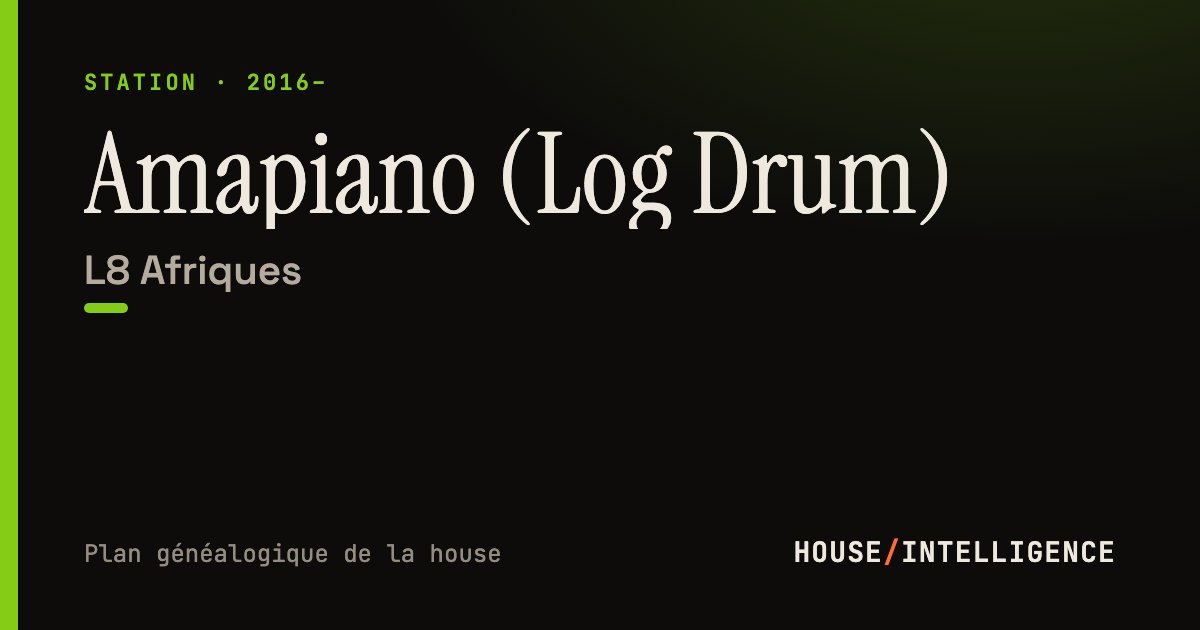 STATION · 2016–
Amapiano (Log Drum)
L8 Afriques
Plan généalogique de la house
HOUSE/INTELLIGENCE